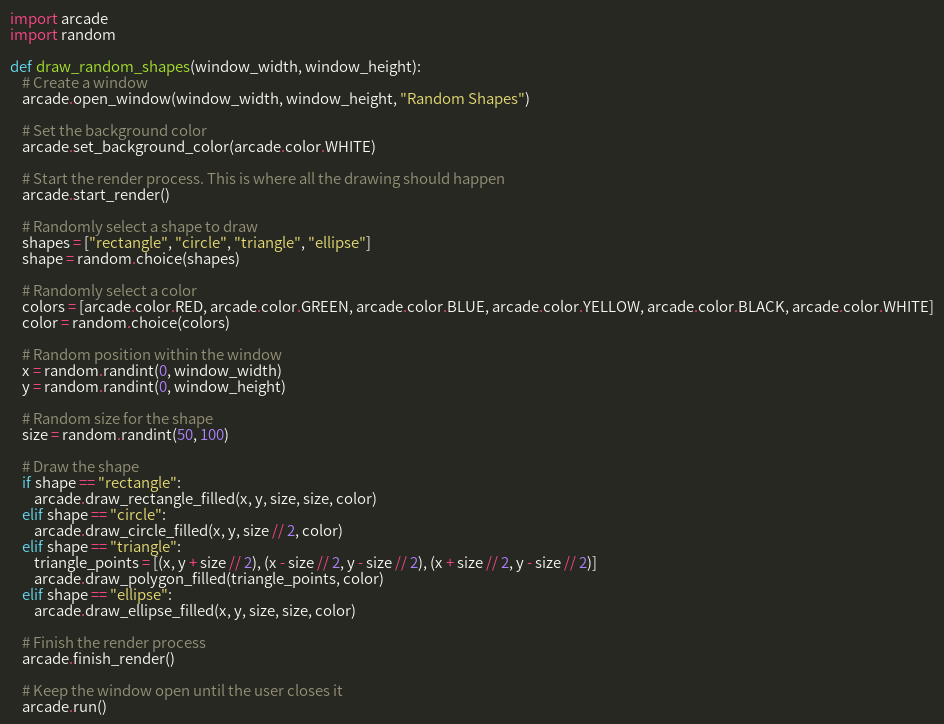 import arcade
import random
def draw_random_shapes(window_width, window_height):
# Create a window
arcade.open_window(window_width, window_height, "Random Shapes")
# Set the background color
arcade.set_background_color(arcade.color.WHITE)
# Start the render process. This is where all the drawing should happen
arcade.start_render()
# Randomly select a shape to draw
shapes = ["rectangle", "circle", "triangle", "ellipse"]
shape = random.choice(shapes)
# Randomly select a color
colors = [arcade.color.RED, arcade.color.GREEN, arcade.color.BLUE, arcade.color.YELLOW, arcade.color.BLACK, arcade.color.WHITE]
color = random.choice(colors)
# Random position within the window
x = random.randint(0, window_width)
y = random.randint(0, window_height)
# Random size for the shape
size = random.randint(50, 100)
# Draw the shape
if shape == "rectangle":
arcade.draw_rectangle_filled(x, y, size, size, color)
elif shape == "circle":
arcade.draw_circle_filled(x, y, size // 2, color)
elif shape == "triangle":
triangle_points = [(x, y + size // 2), (x - size // 2, y - size // 2), (x + size // 2, y - size // 2)]
arcade.draw_polygon_filled(triangle_points, color)
elif shape == "ellipse":
arcade.draw_ellipse_filled(x, y, size, size, color)
# Finish the render process
arcade.finish_render()
# Keep the window open until the user closes it
arcade.run()